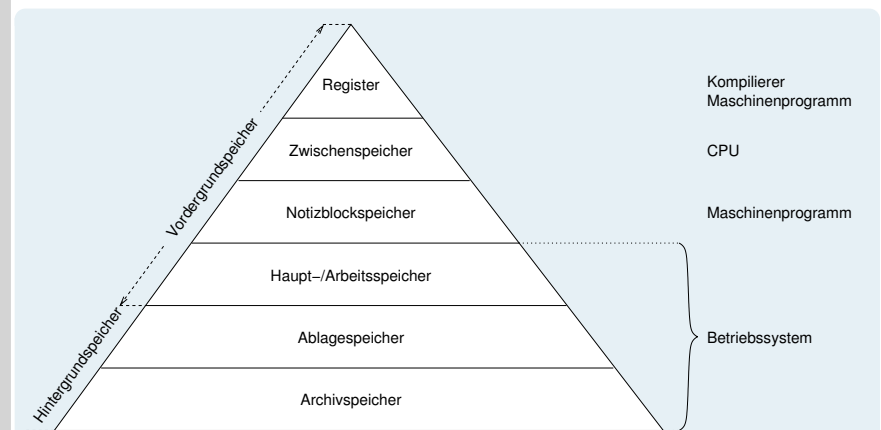 Register
Kompilierer
Maschinenprogramm
Zwischenspeicher
CPU
Notizblockspeicher
Maschinenprogramm
Haupt−/Arbeitsspeicher
Ablagespeicher
Betriebssystem
Archivspeicher
Vordergrundspeicher
Hintergrundspeicher